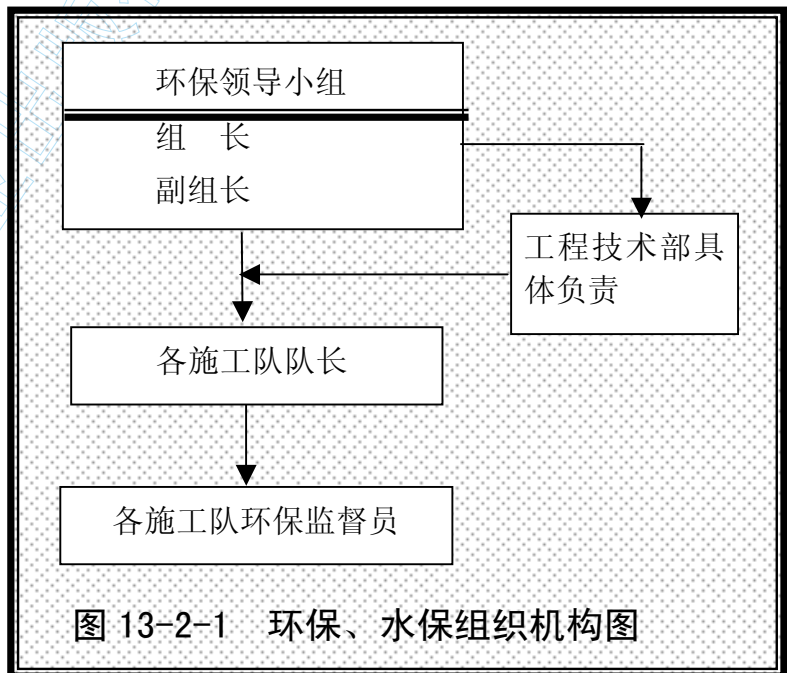 环保领导小组
组 长
副组长
工程技术部具
体负责
各施工队队长
各施工队环保监督员
图 13-2-1 环保、水保组织机构图